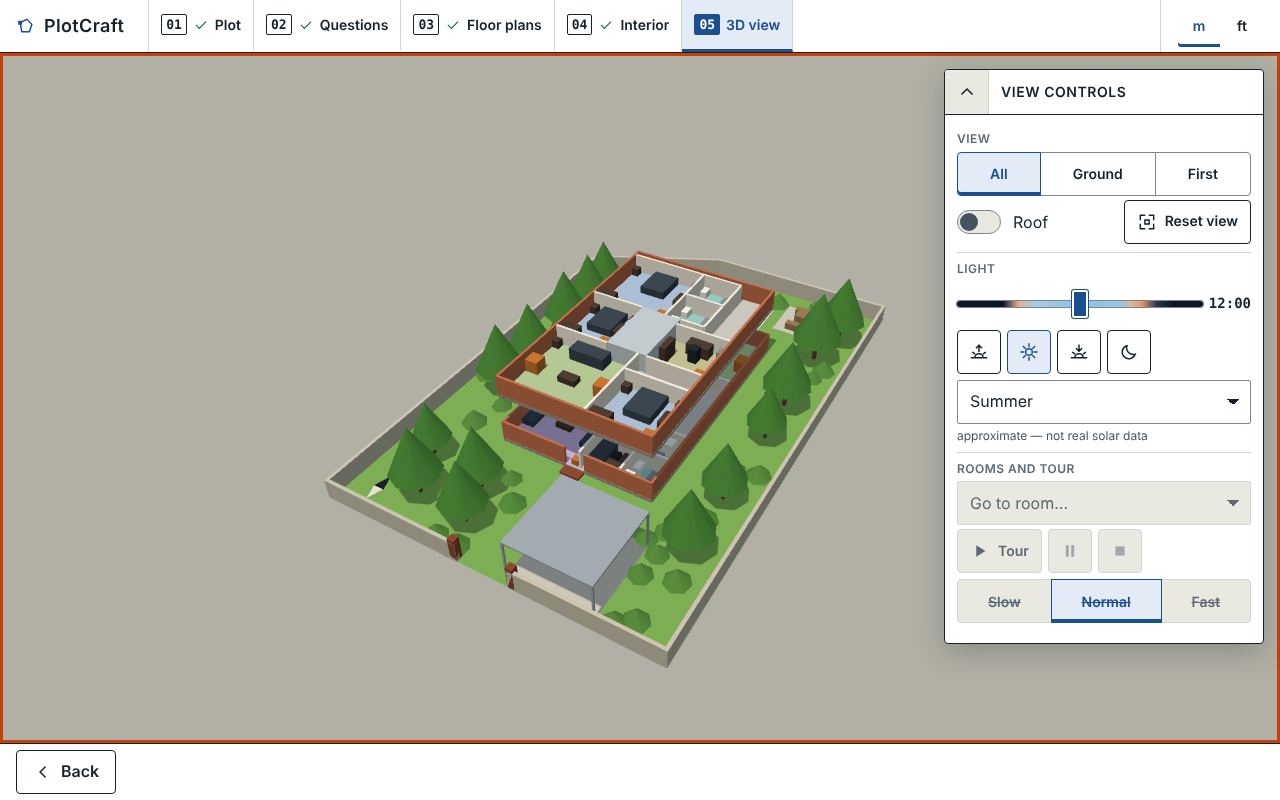 PlotCraft
01 Plot
02 Questions
03 Floor plans
04 Interior
05 3D view
m ft
VIEW CONTROLS
VIEW
All Ground First
Roof Reset view
LIGHT
12:00
Summer
approximate — not real solar data
ROOMS AND TOUR
Go to room...
Tour
Slow Normal Fast
Back